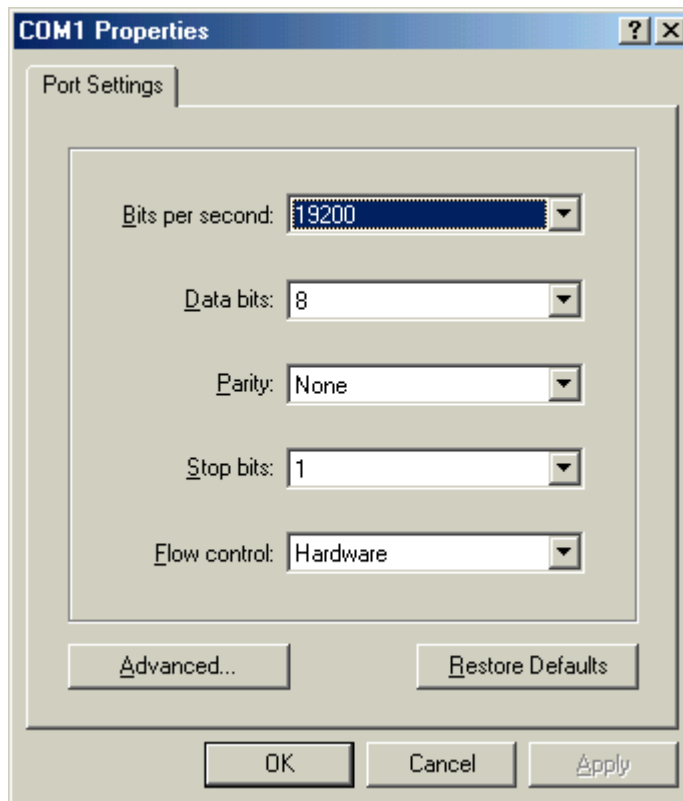 COM1 Properties
Port Settings
Bits per second: 19200
Data bits: 8
Parity: None
Stop bits: 1
Flow control: Hardware
Advanced... Restore Defaults
OK Cancel Apply